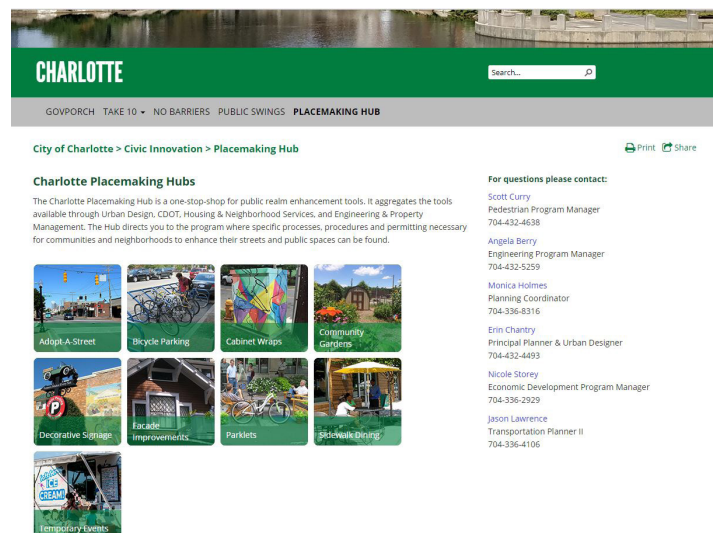 CHARLOTTE
Search...
GOVPORCH TAKE 10 NO BARRIERS PUBLIC SWINGS PLACEMAKING HUB
City of Charlotte > Civic Innovation > Placemaking Hub
Print Share
Charlotte Placemaking Hubs
The Charlotte Placemaking Hub is a one-stop-shop for public realm enhancement tools. It aggregates the tools
available through Urban Design, CDOT, Housing & Neighborhood Services, and Engineering & Property
Management. The Hub directs you to the program where specific processes, procedures and permitting necessary
for communities and neighborhoods to enhance their streets and public spaces can be found.
Adopt-A-Street
Bicycle Parking
Cabinet Wraps
Community
Gardens
P
Decorative Signage
Facade
Improvements
Parklets
Sidewalk Dining
ICE
CREAM!
Temporary Events
For questions please contact:
Scott Curry
Pedestrian Program Manager
704-432-4638
Angela Berry
Engineering Program Manager
704-432-5259
Monica Holmes
Planning Coordinator
704-336-8316
Erin Chantry
Principal Planner & Urban Designer
704-432-4493
Nicole Storey
Economic Development Program Manager
704-336-2929
Jason Lawrence
Transportation Planner II
704-336-4106